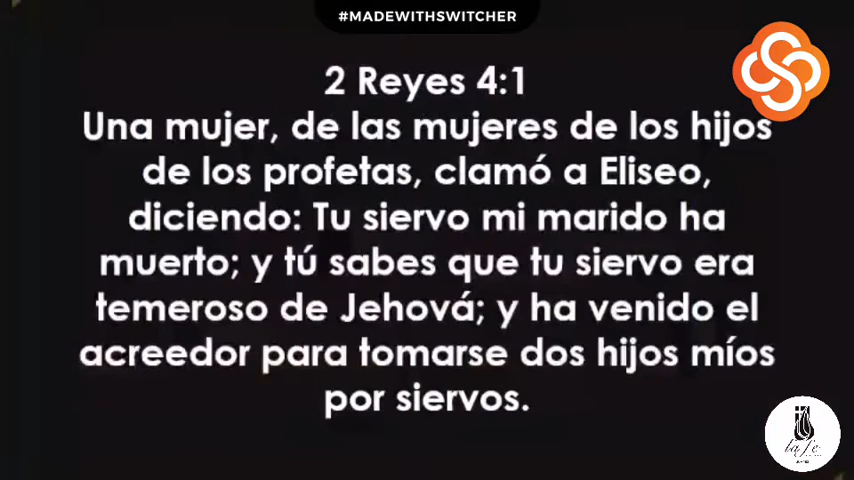 #MADEWITHSWITCHER
2 Reyes 4:1
Una mujer, de las mujeres de los hijos
de los profetas, clamó a Eliseo,
diciendo: Tu siervo mi marido ha
muerto; y tú sabes que tu siervo era
temeroso de Jehová; y ha venido el
acreedor para tomarse dos hijos míos
por siervos.
la fe